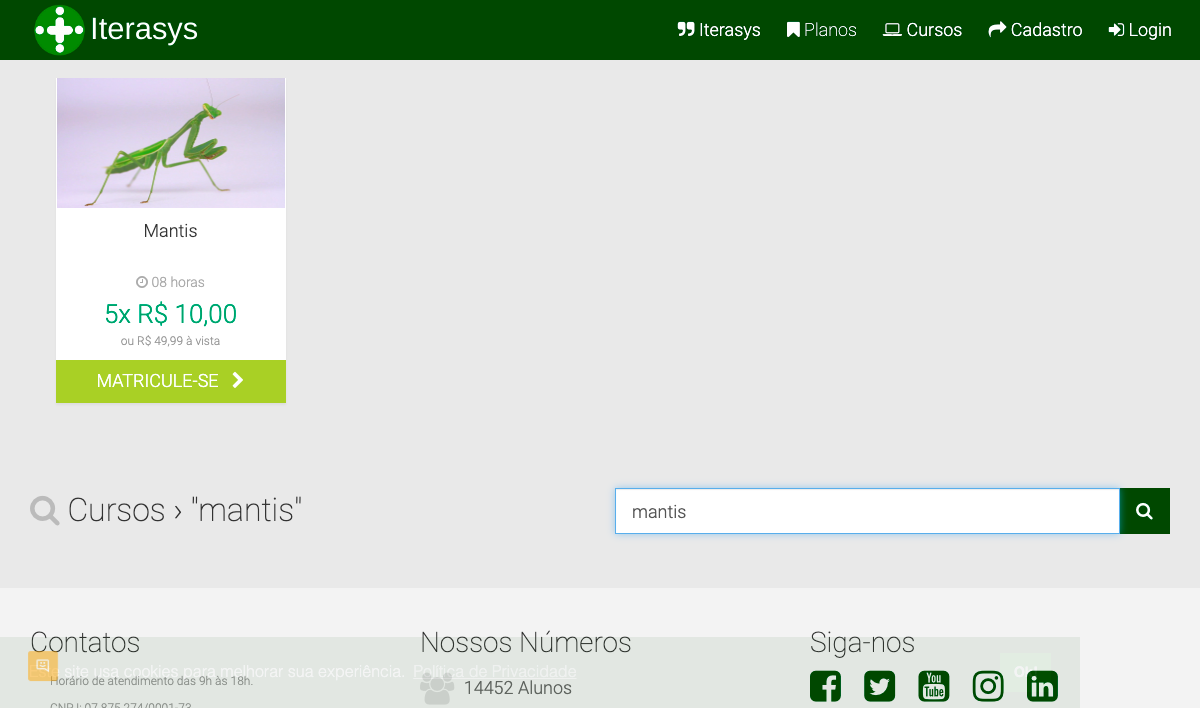 Iterasys
Iterasys Planos Cursos Cadastro Login
Mantis
08 horas
5x R$ 10,00
ou R$ 49,99 à vista
MATRICULE-SE
Cursos › "mantis"
mantis
Contatos
Nossos Números
Siga-nos
site usa cookies para melhorar sua experiência. Política de Privacidade
Horário de atendimento das 9h às 18h.
14452 Alunos
You Tube
CNPJ: 07.875.274/0001-73